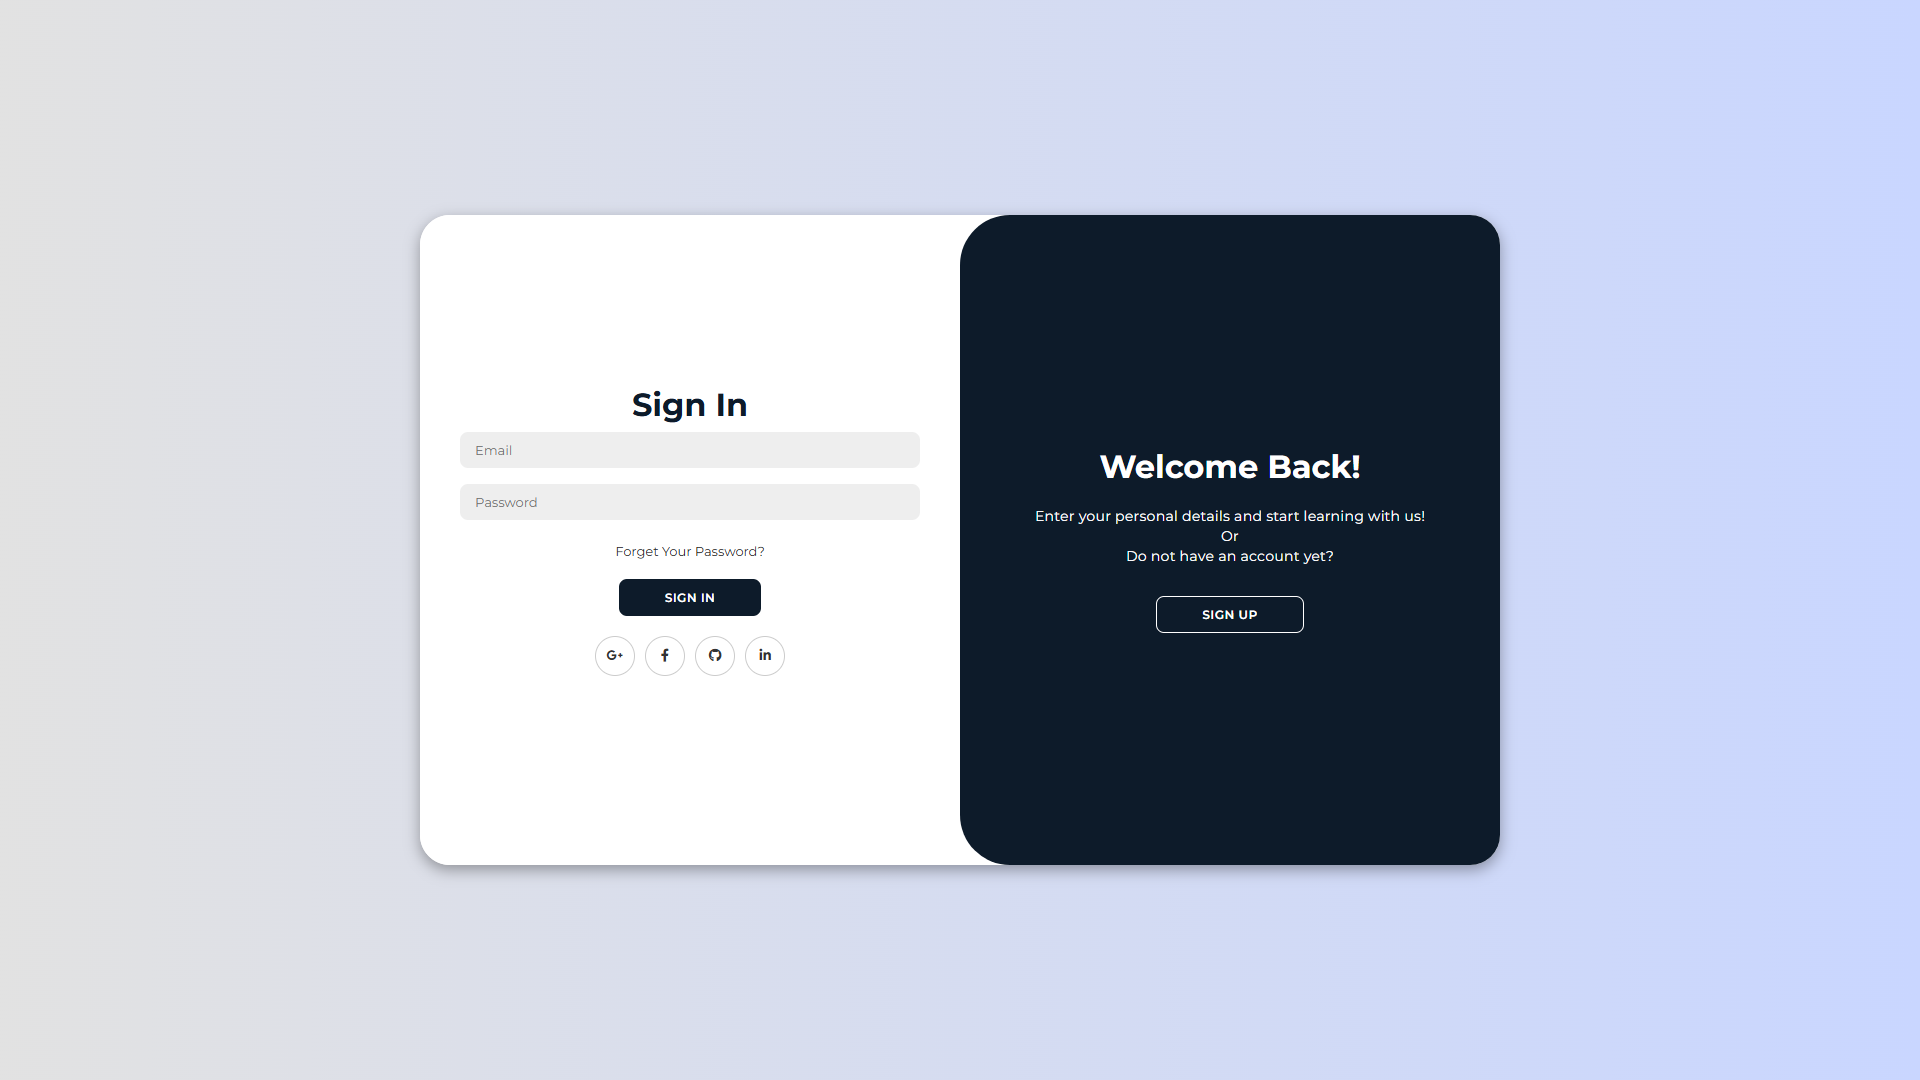 Sign In
Email
Password
Forget Your Password?
SIGN IN
G+
f
in
Welcome Back!
Enter your personal details and start learning with us!
Or
Do not have an account yet?
SIGN UP